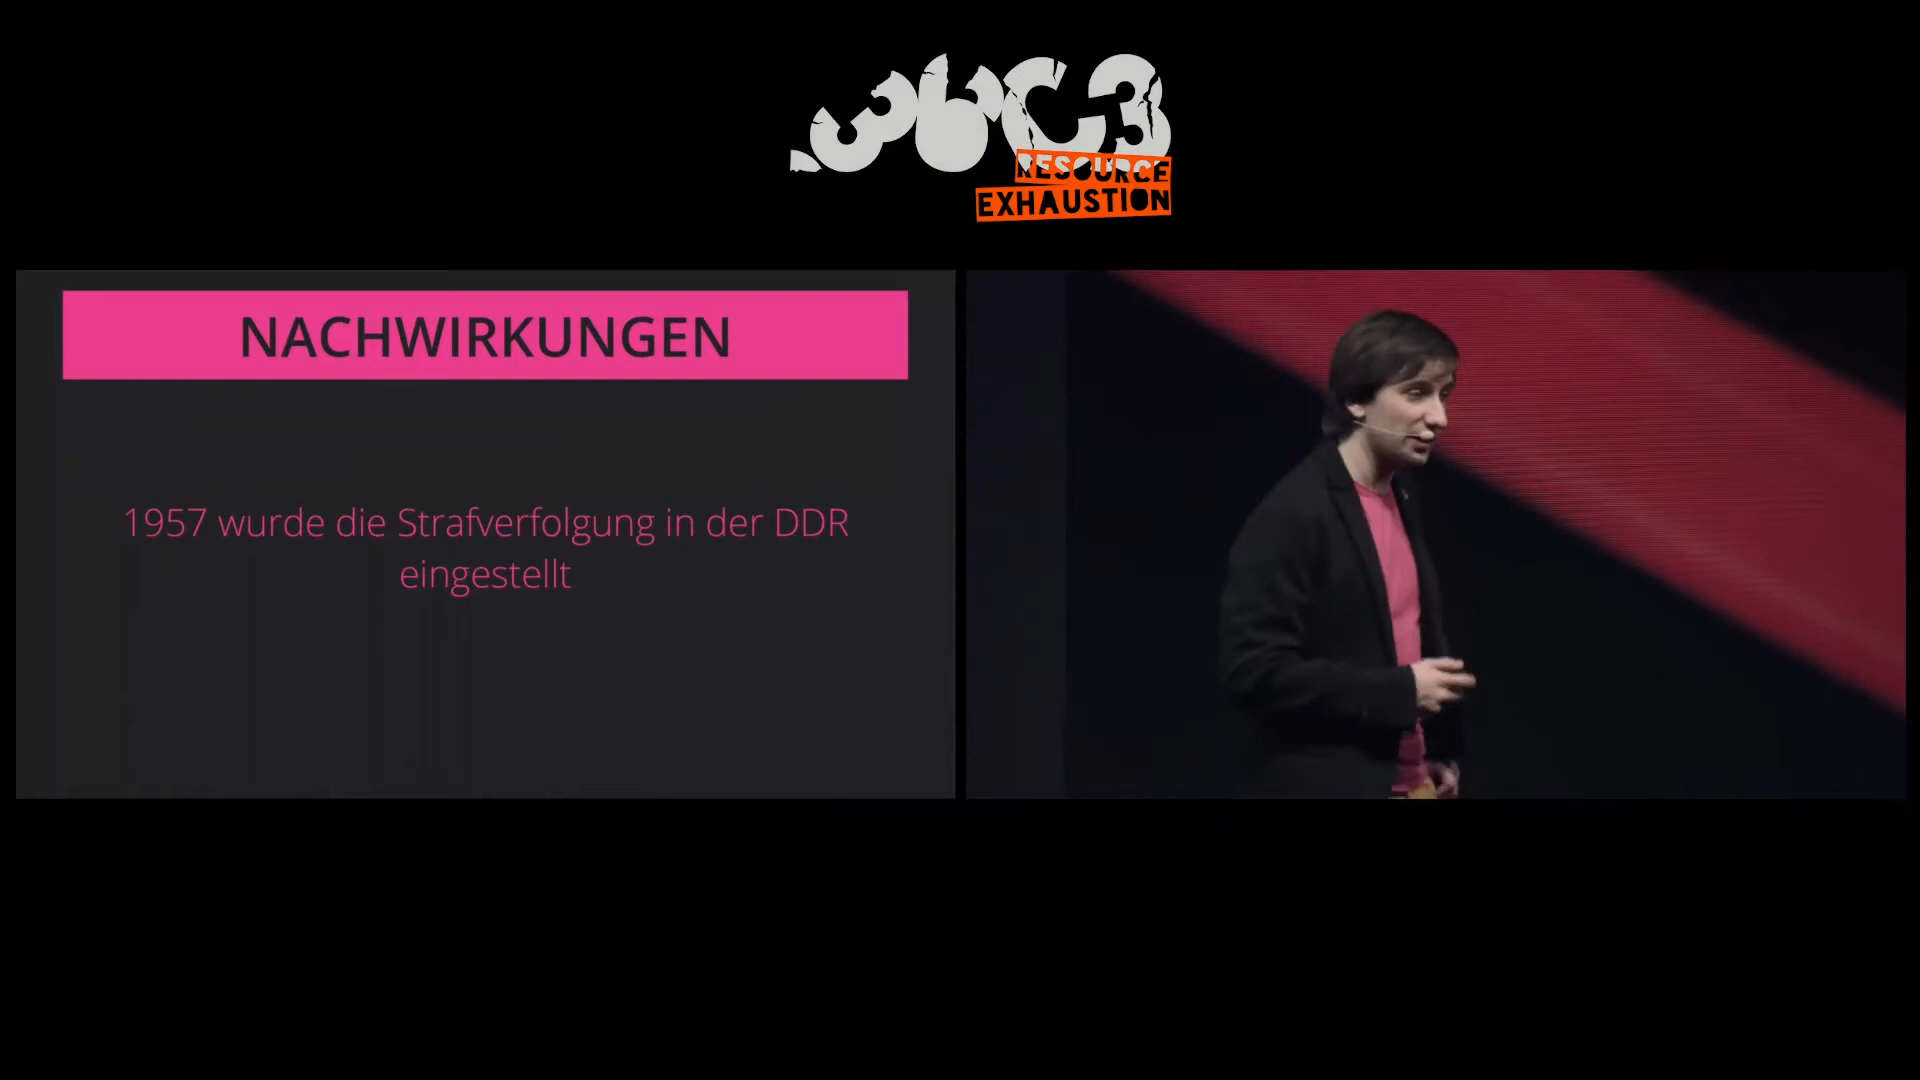 36C3
RESOURCE
EXHAUSTION
NACHWIRKUNGEN
1957 wurde die Strafverfolgung in der DDR
eingestellt